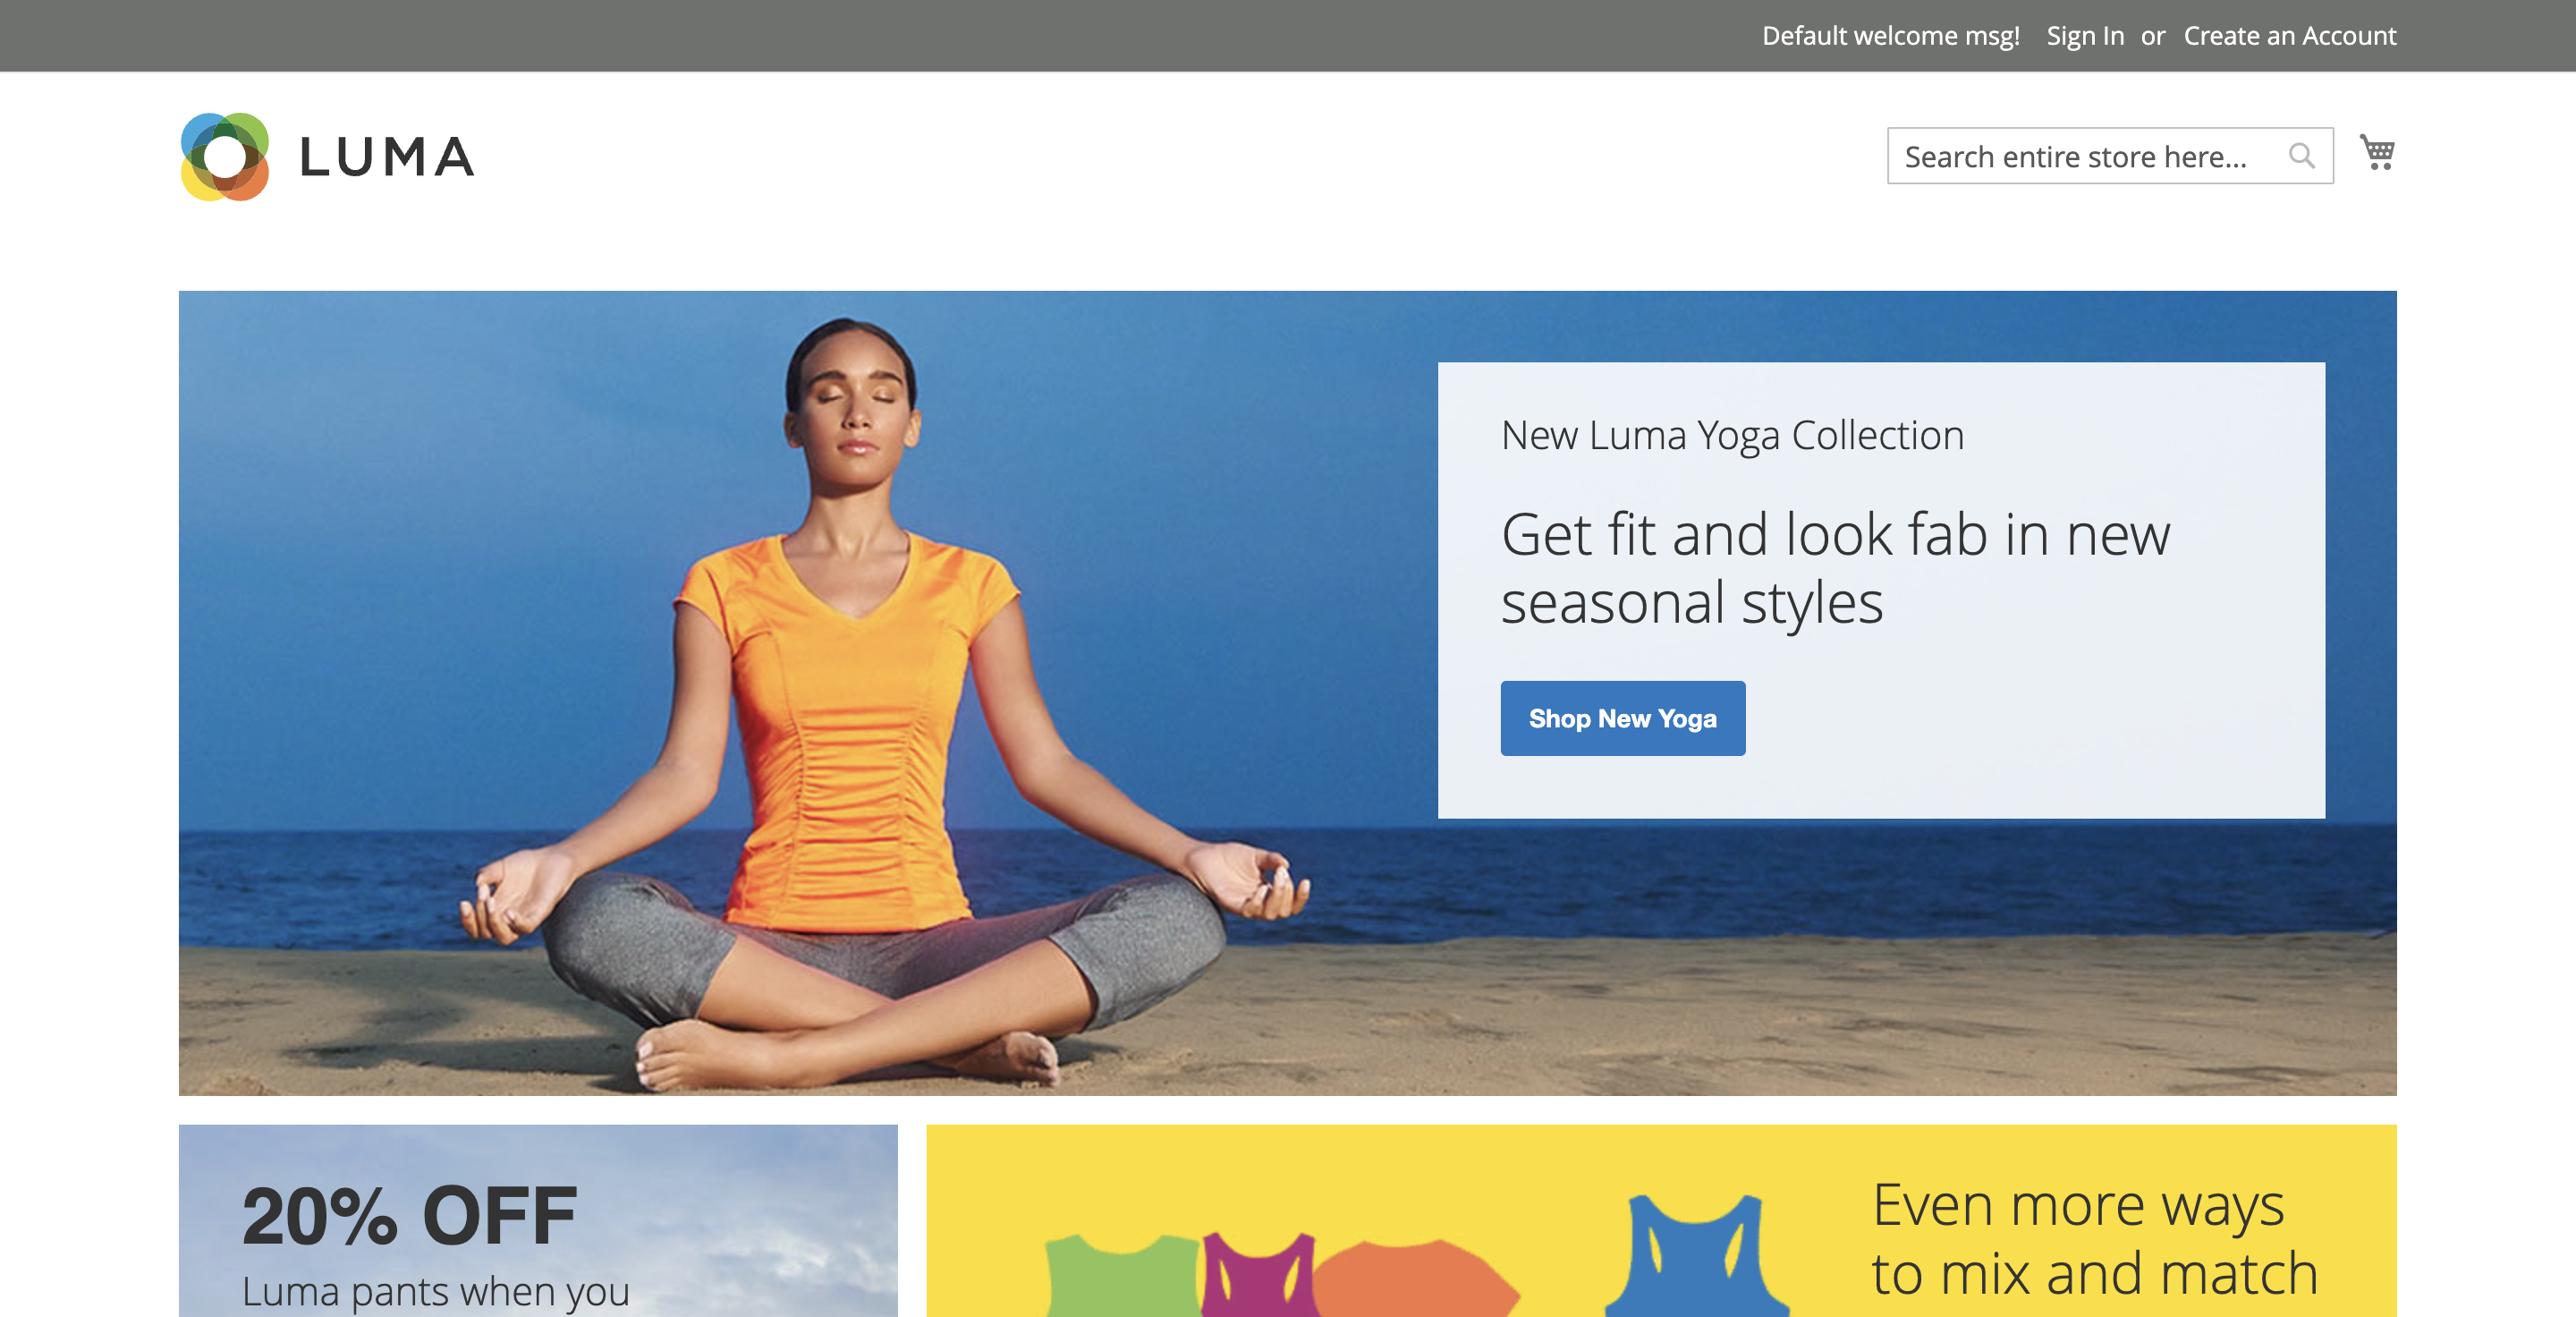 Default welcome msg! Sign In or Create an Account
LUMA
Search entire store here...
New Luma Yoga Collection
Get fit and look fab in new
seasonal styles
Shop New Yoga
20% OFF
Luma pants when you
Even more ways
to mix and match